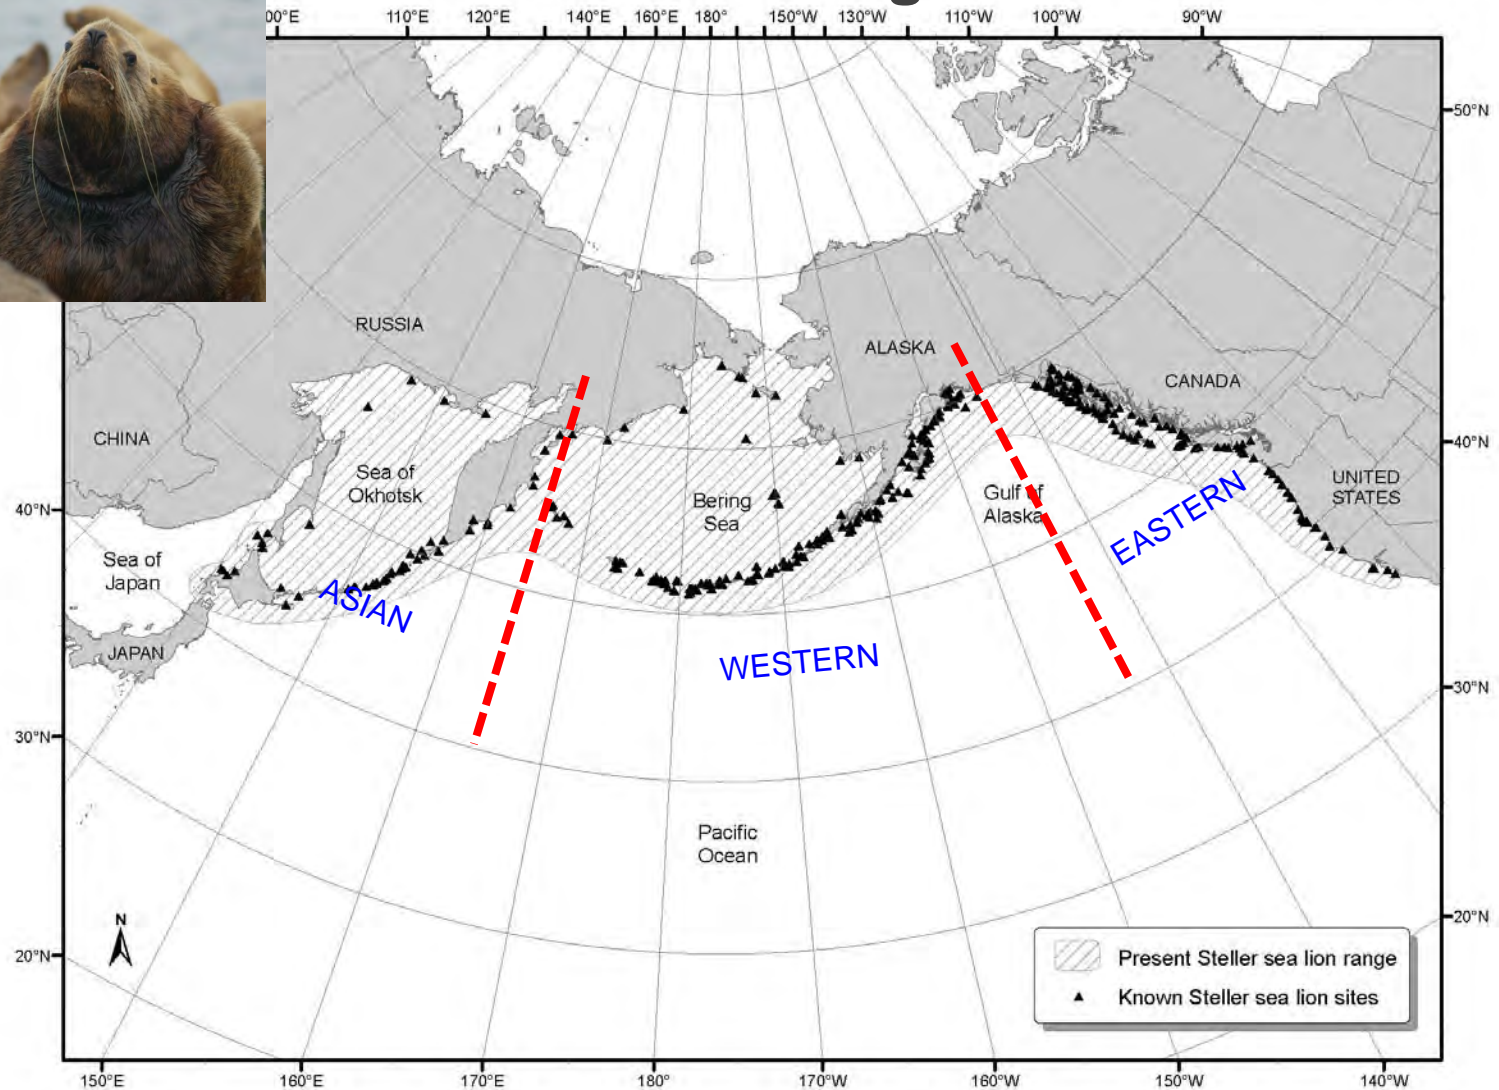 110°E 120°E 140°E 160°E 180° 150°W 130°W 110°W 100°W 90°W
50°N
RUSSIA
ALASKA
CANADA
CHINA
40°N
Sea of
Okhotsk
UNITED
STATES
Bering
Sea
Gulf of
Alaska
EASTERN
40°N
Sea of
Japan
ASIAN
JAPAN
WESTERN
30°N
30°N
Pacific
Ocean
N
20°N
20°N
Present Steller sea lion range
Known Steller sea lion sites
150°E 160°E 170°E 180° 170°W 160°W 150°W 140°W